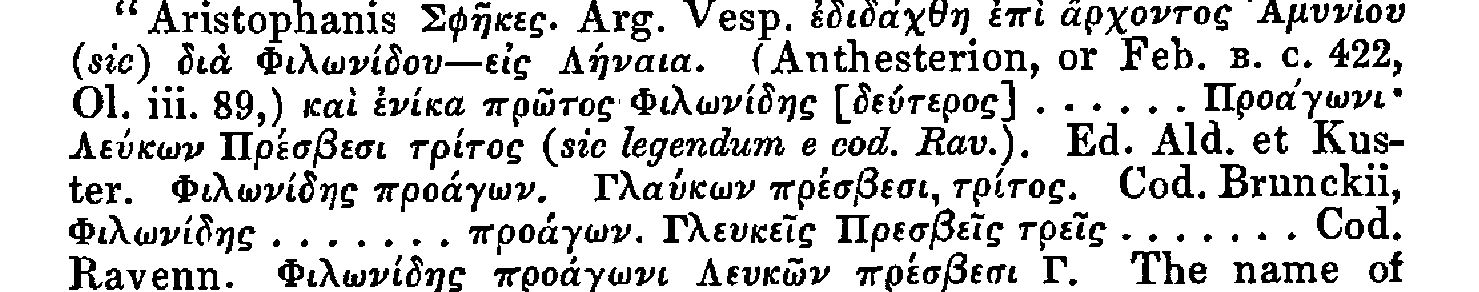 “Aristophanis Σφῆκες. Arg. Vesp. ἐδιδάχθη ἐπὶ ἄρχοντος Ἀμυνίου
(sic) διὰ Φιλωνίδου—εἰς Λήναια. (Anthesterion, or Feb. B. C. 422,
Ol. iii. 89,) καὶ ἐνίκα πρῶτος Φιλωνίδης [δεύτερος] . . . . . . Προάγωνι·
Λεύκων Πρέσβεσι τρίτος (sic legendum e cod. Rav.). Ed. Ald. et Kus-
ter. Φιλωνίδης προάγων. Γλαύκων πρέσβεσι, τρίτος. Cod. Brunckii,
Φιλωνίδης . . . . . . . προάγων. Γλευκεῖς Πρεσβεῖς τρεῖς . . . . . . . Cod.
Ravenn. Φιλωνίδης προάγωνι Λευκῶν πρέσβεσι Γ. The name of